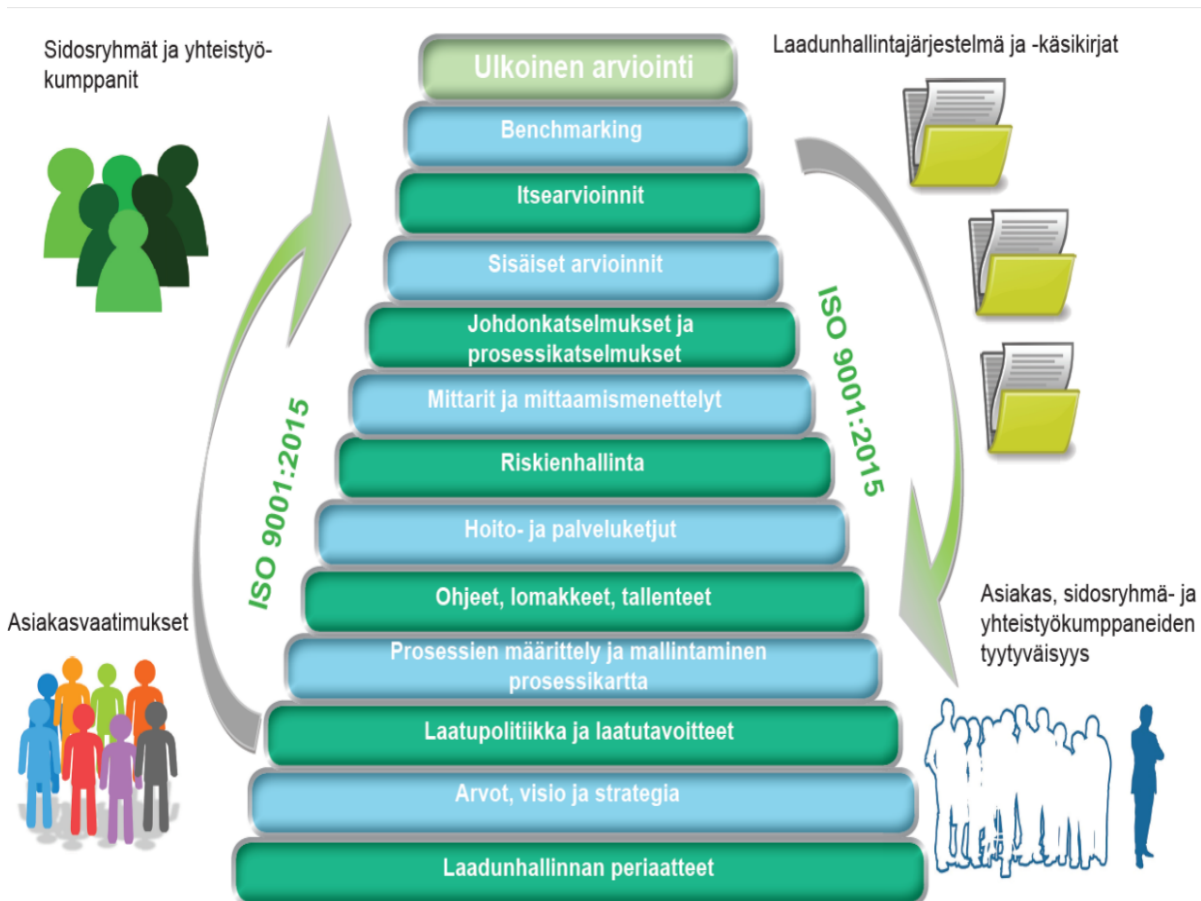 Sidosryhmät ja yhteistyö-
kumppanit
Laadunhallintajärjestelmä ja -käsikirjat
Ulkoinen arviointi
Benchmarking
Itsearvioinnit
Sisäiset arvioinnit
Johdonkatselmukset ja
prosessikatselmukset
Mittarit ja mittaamismenettelyt
Riskienhallinta
Hoito- ja palveluketjut
Ohjeet, lomakkeet, tallenteet
Prosessien määrittely ja mallintaminen
prosessikartta
Laatupolitiikka ja laatutavoitteet
Arvot, visio ja strategia
Laadunhallinnan periaatteet
ISO 9001:2015
ISO 9001:2015
Asiakasvaatimukset
Asiakas, sidosryhmä- ja
yhteistyökumppaneiden
tyytyväisyys